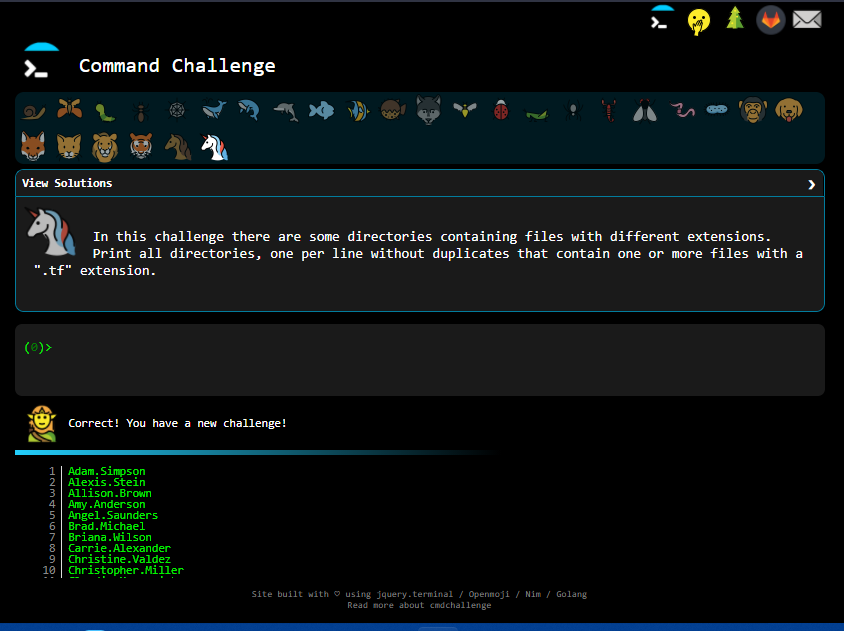 Command Challenge
View Solutions
In this challenge there are some directories containing files with different extensions.
Print all directories, one per line without duplicates that contain one or more files with a
".tf" extension.
(0)>
Correct! You have a new challenge!
1 Adam.Simpson
2 Alexis.Stein
3 Allison.Brown
4 Amy.Anderson
5 Angel.Saunders
6 Brad.Michael
7 Briana.Wilson
8 Carrie.Alexander
9 Christine.Valdez
10 Christopher.Miller
Site built with ♡ using jquery.terminal / Openmoji / Nim / Golang
Read more about cmdchallenge